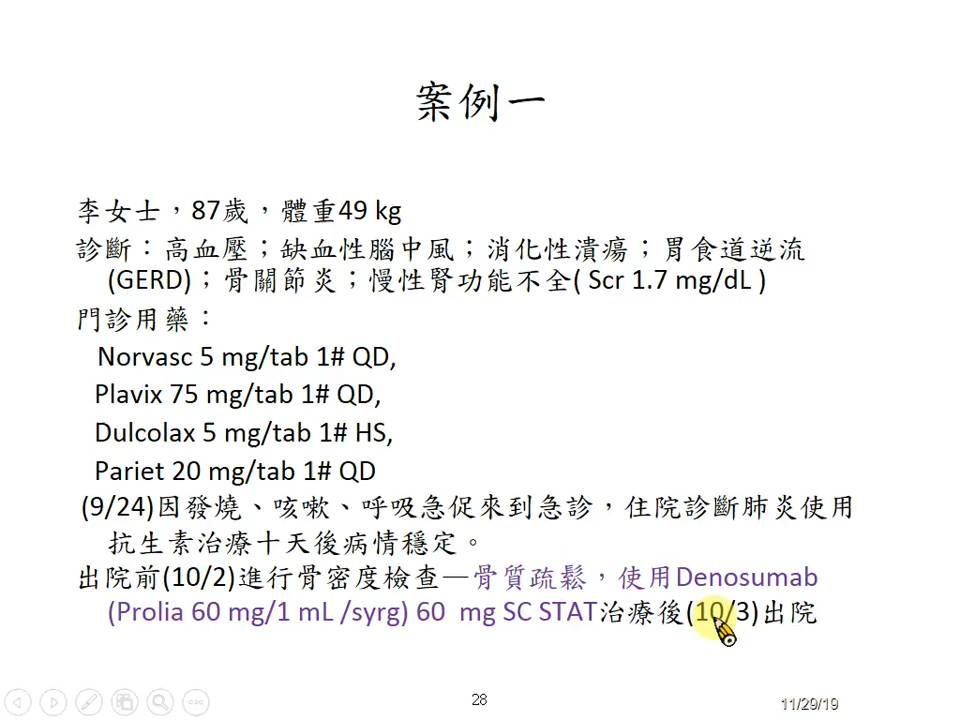 案例一
李女士，87歲，體重49 kg
診斷：高血壓；缺血性腦中風；消化性潰瘍；胃食道逆流
(GERD)；骨關節炎；慢性腎功能不全( Scr 1.7 mg/dL )
門診用藥：
Norvasc 5 mg/tab 1# QD,
Plavix 75 mg/tab 1# QD,
Dulcolax 5 mg/tab 1# HS,
Pariet 20 mg/tab 1# QD
(9/24)因發燒、咳嗽、呼吸急促來到急診，住院診斷肺炎使用
抗生素治療十天後病情穩定。
出院前(10/2)進行骨密度檢查—骨質疏鬆，使用Denosumab
(Prolia 60 mg/1 mL /syrg) 60 mg SC STAT治療後(10/3)出院
28
11/29/19